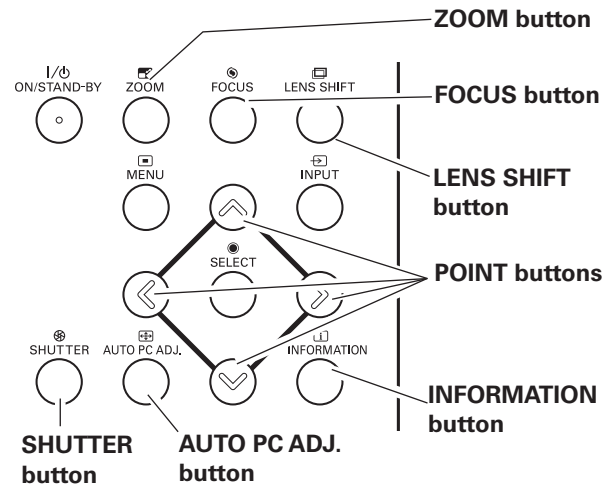 ZOOM button
I/⏻
ON/STAND-BY
ZOOM
FOCUS
LENS SHIFT
FOCUS button
MENU
INPUT
LENS SHIFT
button
SELECT
POINT buttons
SHUTTER
AUTO PC ADJ.
i
INFORMATION
INFORMATION
button
SHUTTER
button
AUTO PC ADJ.
button